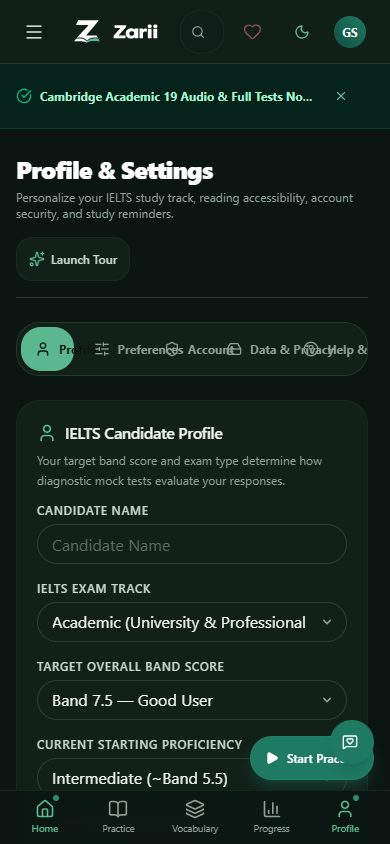 Zarii
GS
Cambridge Academic 19 Audio & Full Tests No...
Profile & Settings
Personalize your IELTS study track, reading accessibility, account
security, and study reminders.
Launch Tour
Preferences Account Data & Privacy Help &
IELTS Candidate Profile
Your target band score and exam type determine how
diagnostic mock tests evaluate your responses.
CANDIDATE NAME
Candidate Name
IELTS EXAM TRACK
Academic (University & Professional
TARGET OVERALL BAND SCORE
Band 7.5 — Good User
CURRENT STARTING PROFICIENCY
Intermediate (~Band 5.5)
Start
Home Practice Vocabulary Progress Profile